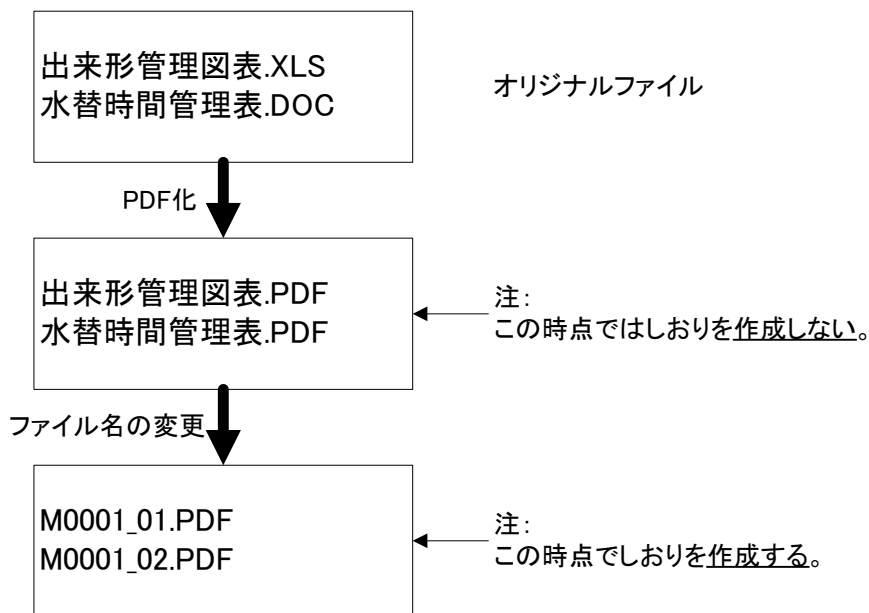 出来形管理図表.XLS
水替時間管理表.DOC
オリジナルファイル
PDF化
出来形管理図表.PDF
水替時間管理表.PDF
注:
この時点ではしおりを作成しない。
ファイル名の変更
M0001_01.PDF
M0001_02.PDF
注:
この時点でしおりを作成する。